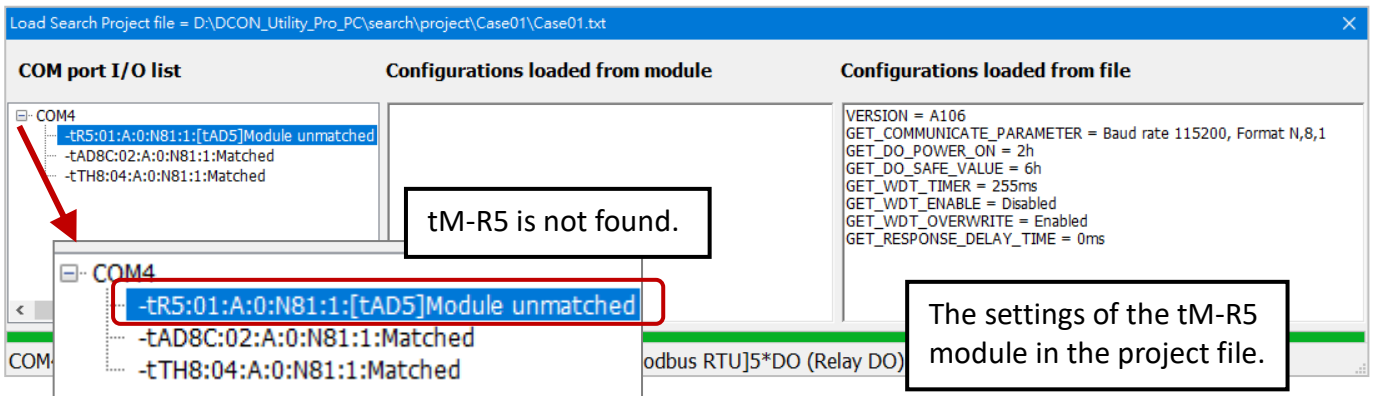 Load Search Project file = D:\DCON_Utility_Pro_PC\search\project\Case01\Case01.txt
COM port I/O list
Configurations loaded from module
Configurations loaded from file
COM4
-tR5:01:A:0:N81:1:[tAD5]Module unmatched
-tAD8C:02:A:0:N81:1:Matched
-tTH8:04:A:0:N81:1:Matched
VERSION = A106
GET_COMMUNICATE_PARAMETER = Baud rate 115200, Format N,8,1
GET_DO_POWER_ON = 2h
GET_DO_SAFE_VALUE = 6h
GET_WDT_TIMER = 255ms
GET_WDT_ENABLE = Disabled
GET_WDT_OVERWRITE = Enabled
GET_RESPONSE_DELAY_TIME = 0ms
tM-R5 is not found.
COM4
-tR5:01:A:0:N81:1:[tAD5]Module unmatched
-tAD8C:02:A:0:N81:1:Matched
-tTH8:04:A:0:N81:1:Matched
The settings of the tM-R5
module in the project file.
COM odbus RTU]5*DO (Relay DO)